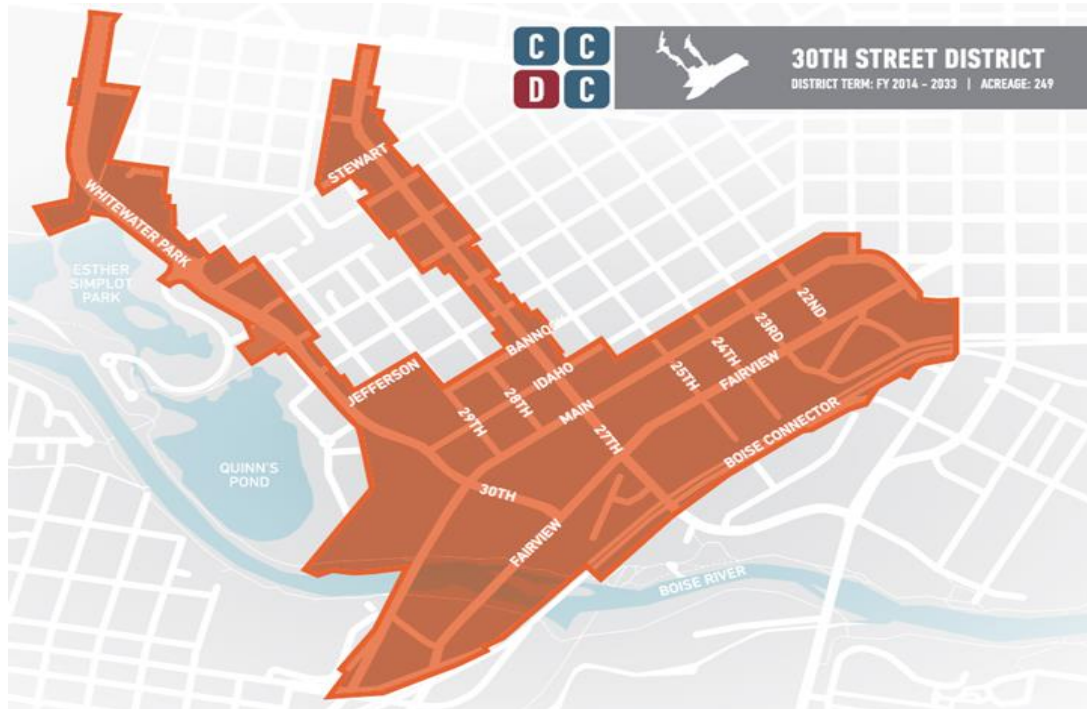 C C
D C
30TH STREET DISTRICT
DISTRICT TERM: FY 2014 - 2033 | ACREAGE: 249
STEWART
WHITEWATER PARK
ESTHER
SIMPLOT
PARK
BANNOCK
JEFFERSON
IDAHO
28TH
29TH
MAIN
22ND
23RD
24TH
25TH
FAIRVIEW
27TH
BOISE CONNECTOR
QUINN'S
POND
30TH
FAIRVIEW
BOISE RIVER